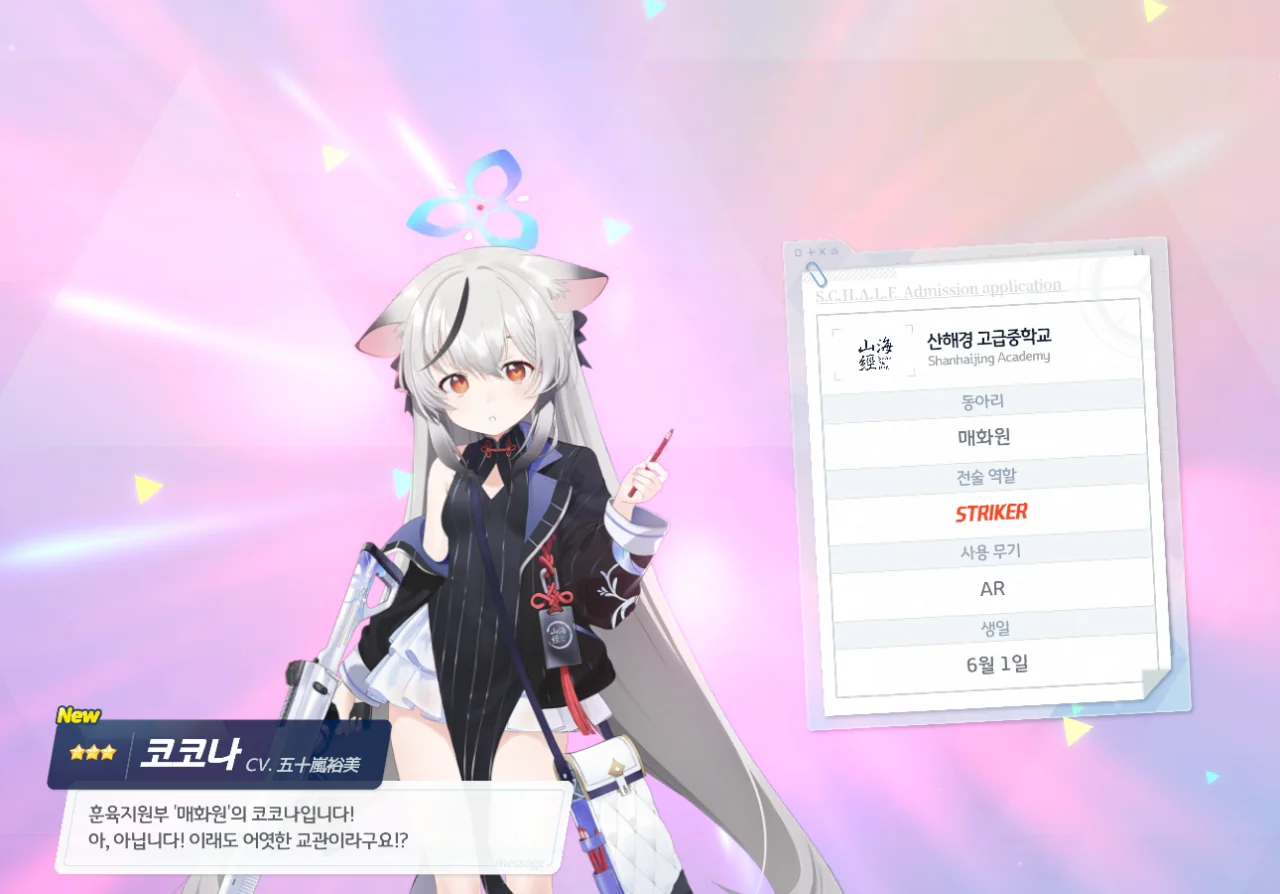 S.C.H.A.L.E. Admission application
山海
經
산해경 고급중학교
Shanhaijing Academy
동아리
매화원
전술 역할
STRIKER
사용 무기
AR
생일
6월 1일
山海
經
New
코코나 CV. 五十嵐裕美
훈육지원부 '매화원'의 코코나입니다!
아, 아닙니다! 이래도 어엿한 교관이라구요!?
message